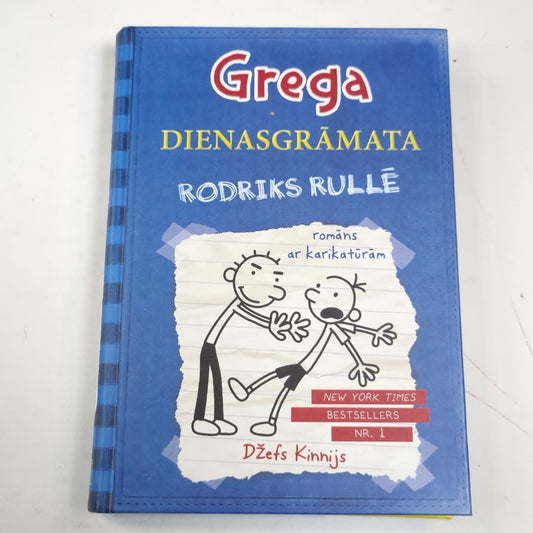 Grega
DIENASGRĀMATA
RODRIKS RULLĒ
romāns
ar karikatūrām
NEW YORK TIMES
BESTSELLERS
NR. 1
Džefs Kinnijs